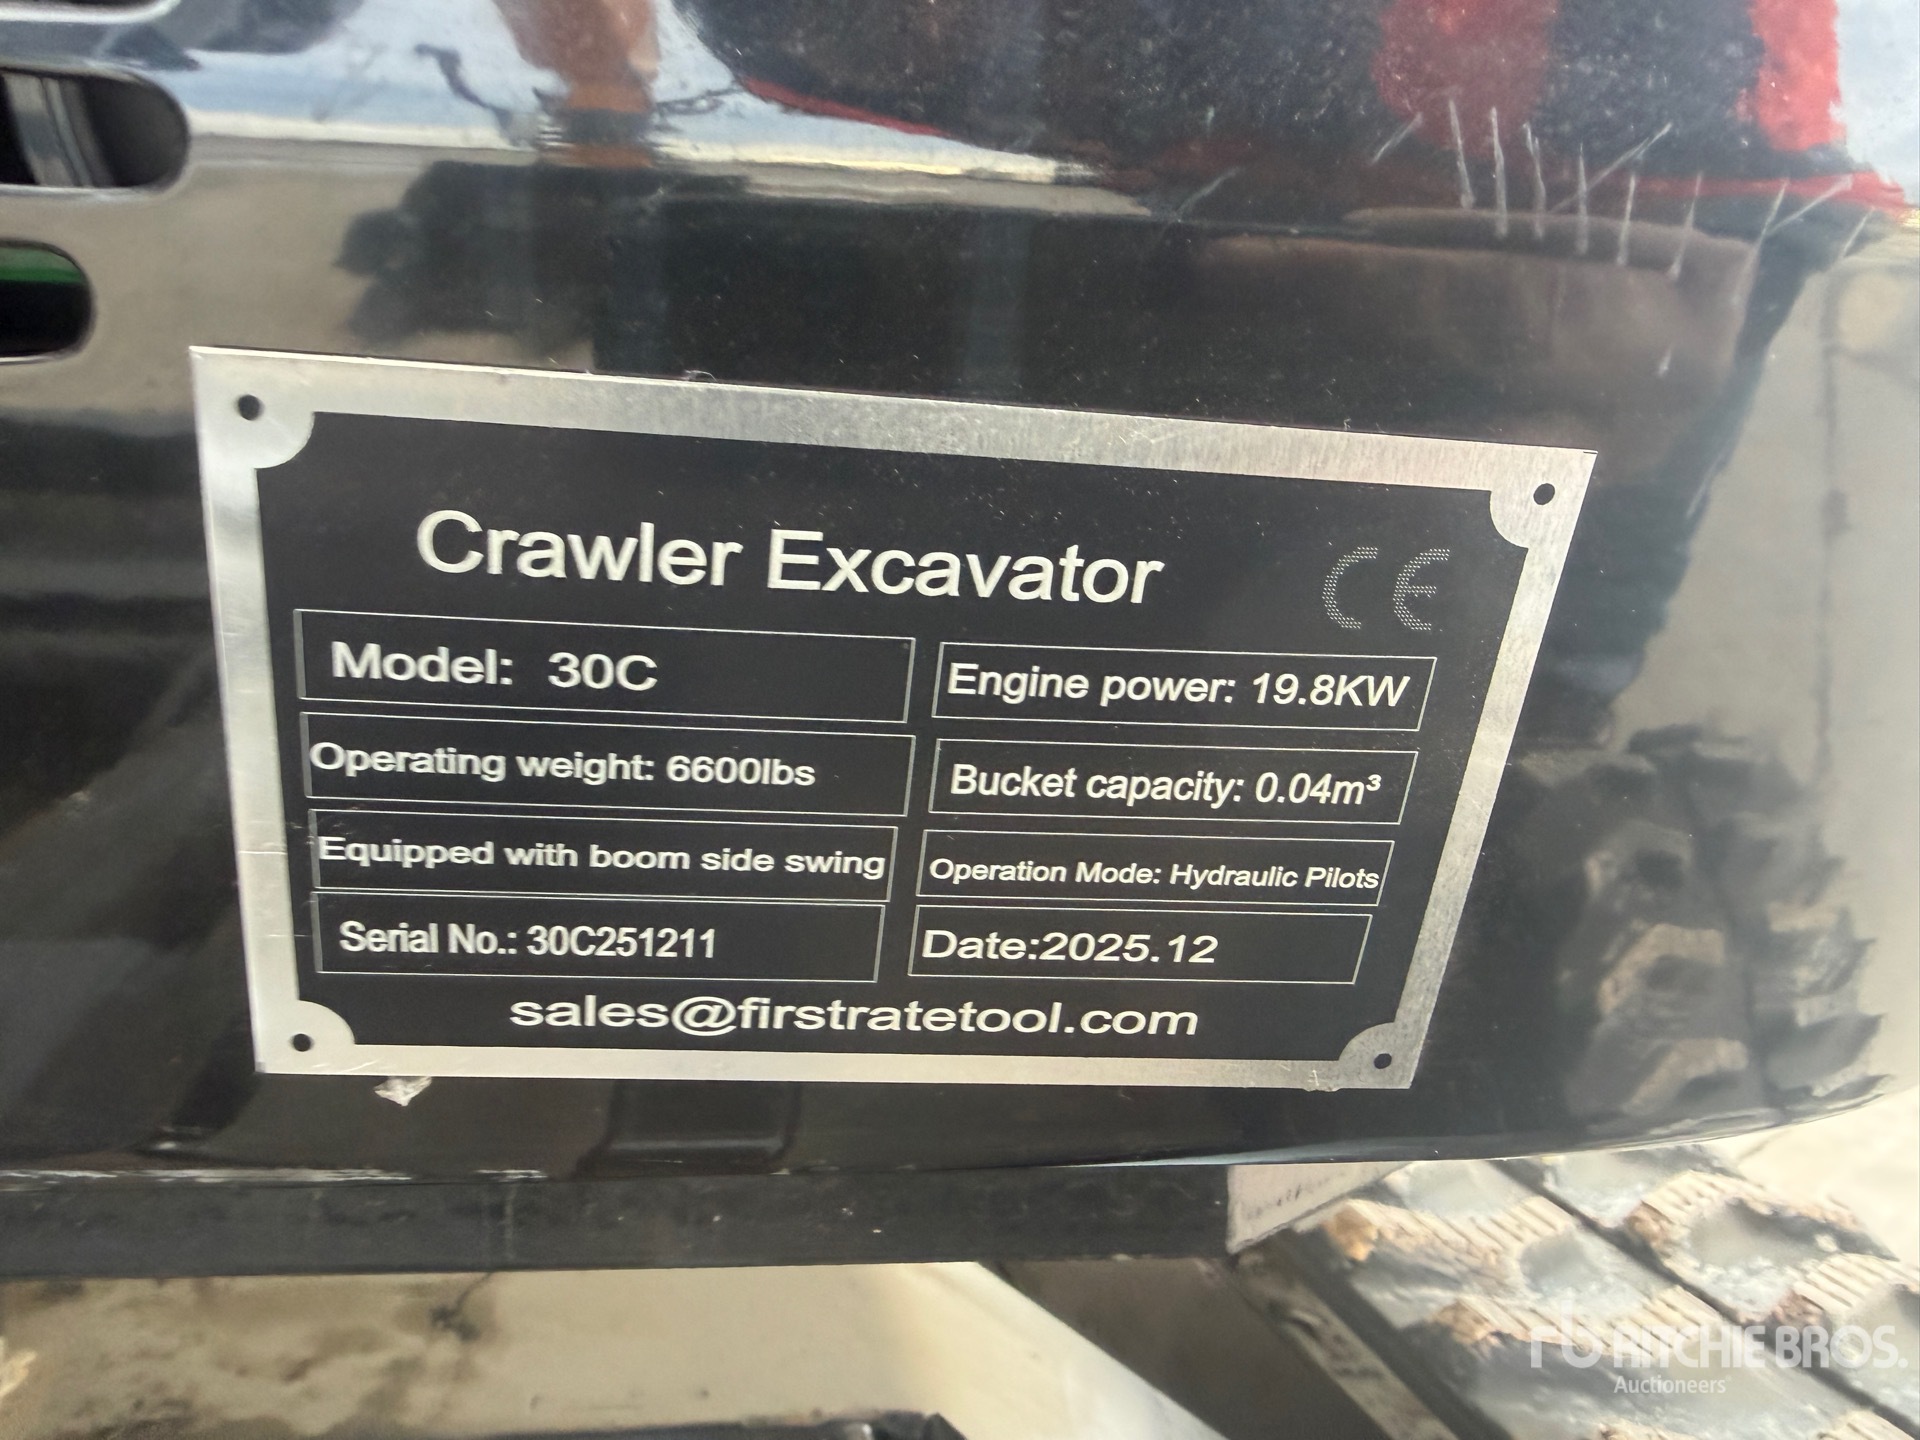 Crawler Excavator
CE
Model: 30C
Engine power: 19.8KW
Operating weight: 6600lbs
Bucket capacity: 0.04m³
Equipped with boom side swing
Operation Mode: Hydraulic Pilots
Serial No.: 30C251211
Date:2025.12
sales@firstratetool.com
rb RITCHIE BROS.
Auctioneers